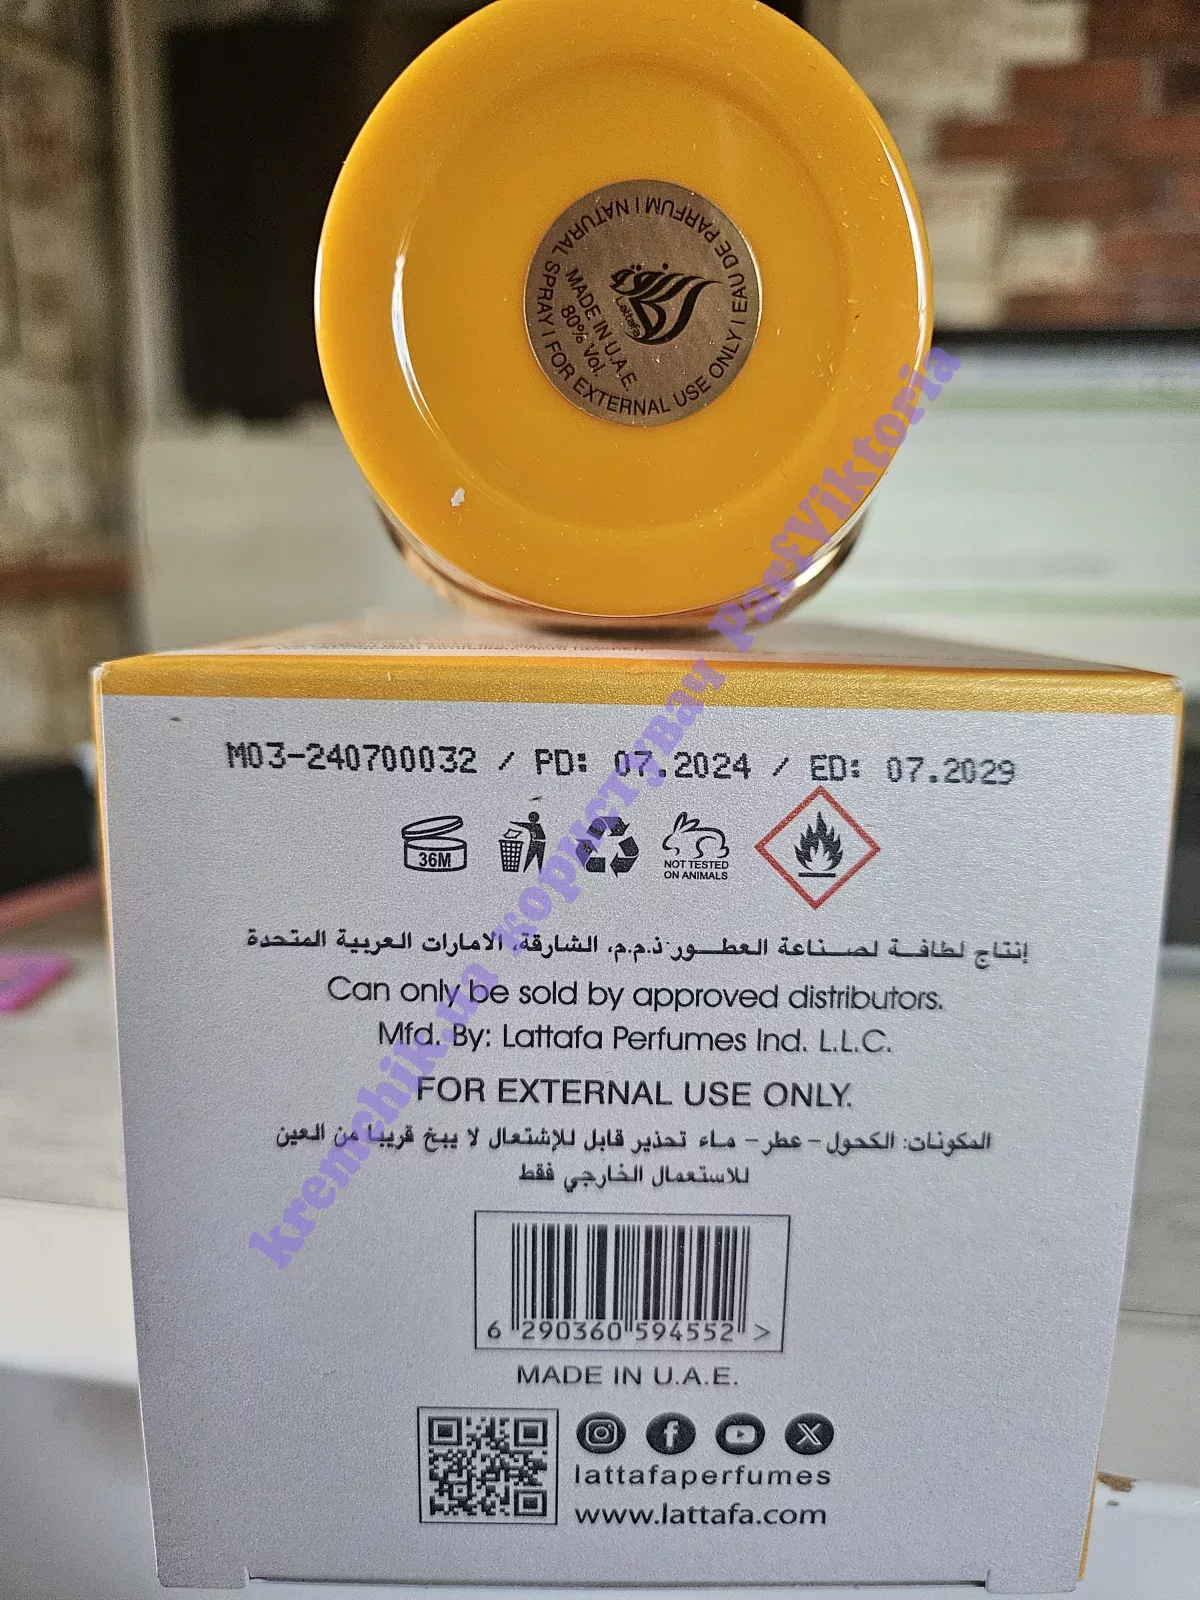 EAU DE PARFUM | NATURAL SPRAY | FOR EXTERNAL USE ONLY |
Lattafa
MADE IN U.A.E.
80% Vol.
M03-240700032 / PD: 07.2024 / ED: 07.2029
36M
NOT TESTED
ON ANIMALS
إنتاج لطافة لصناعة العطور ذ.م.م، الشارقة، الامارات العربية المتحدة
Can only be sold by approved distributors.
Mfd. By: Lattafa Perfumes Ind. L.L.C.
FOR EXTERNAL USE ONLY.
المكونات: الكحول - عطر - ماء تحذير قابل للإشتعال لا يبخ قريبا من العين
للاستعمال الخارجي فقط
6 290360 594552 >
MADE IN U.A.E.
lattafaperfumes
www.lattafa.com
kremchik.ua користувач ParfViktoria